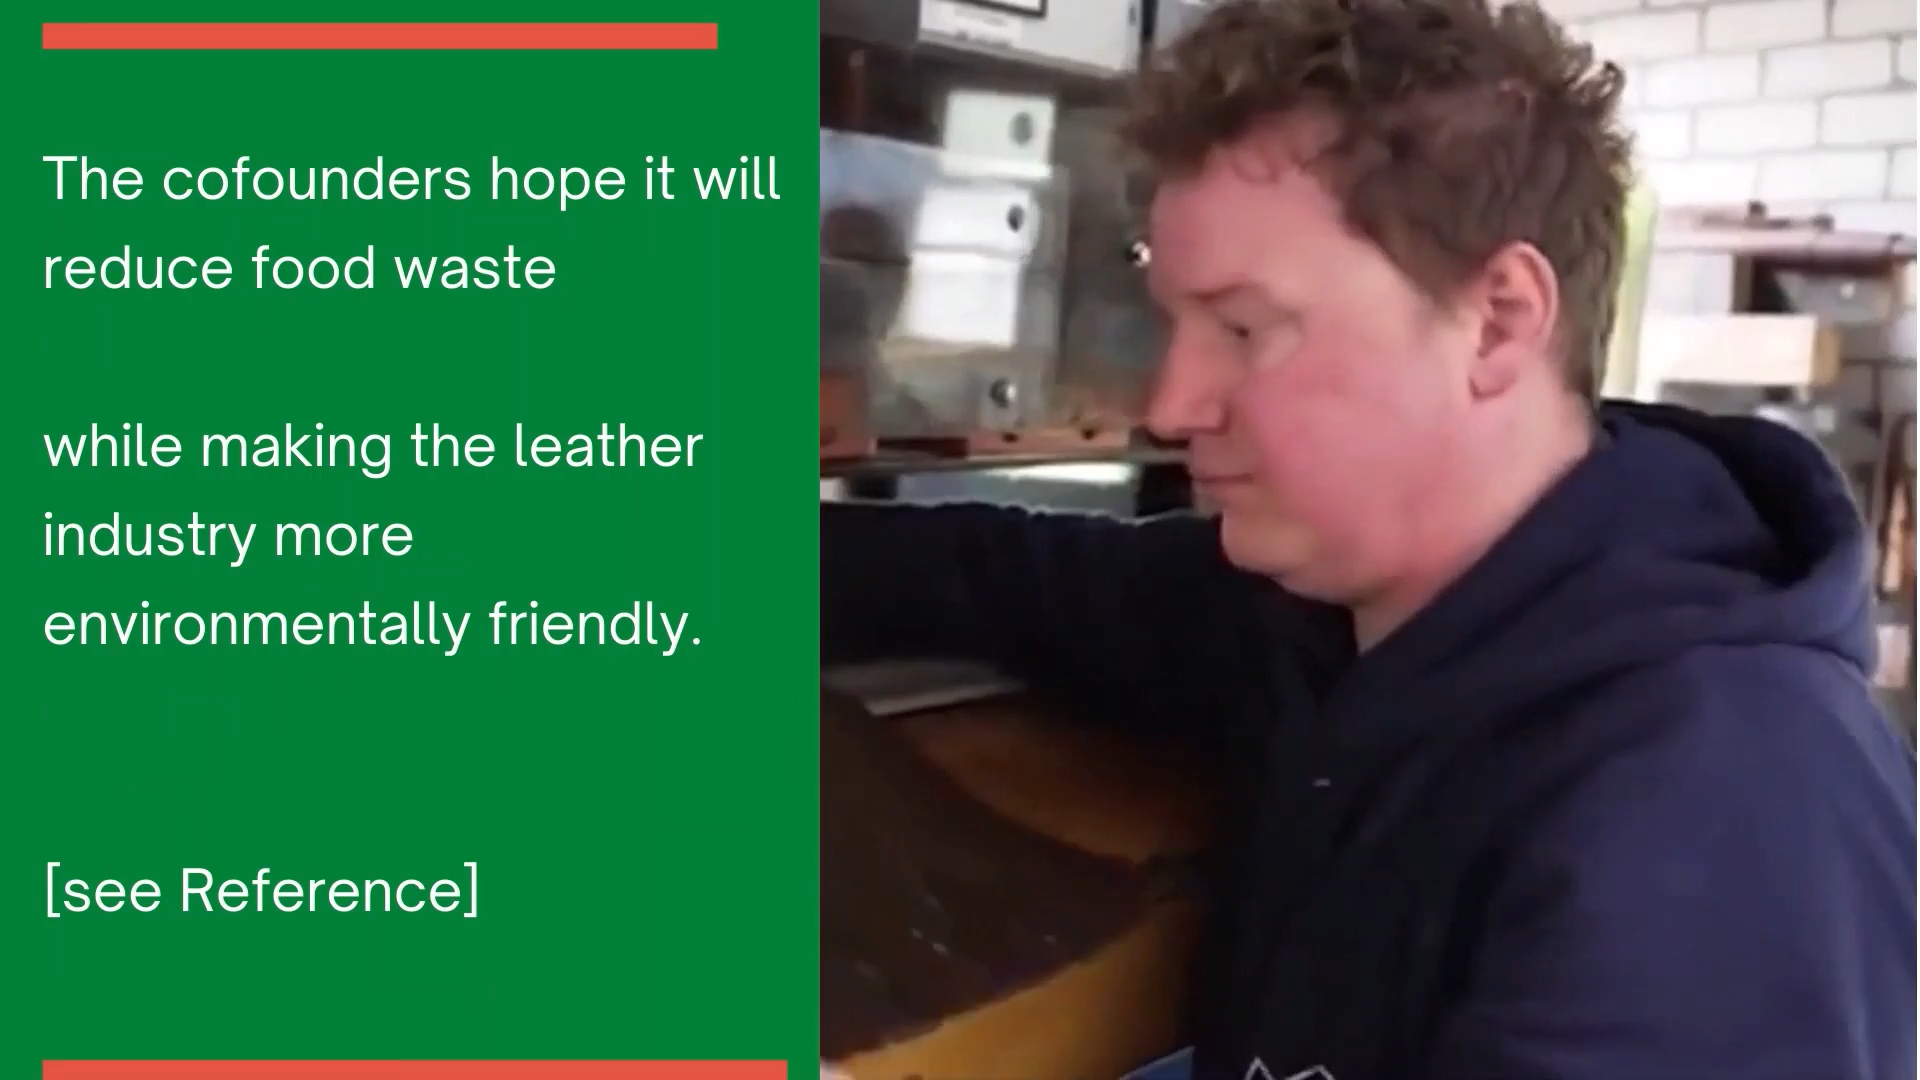 The cofounders hope it will
reduce food waste
while making the leather
industry more
environmentally friendly.
[see Reference]